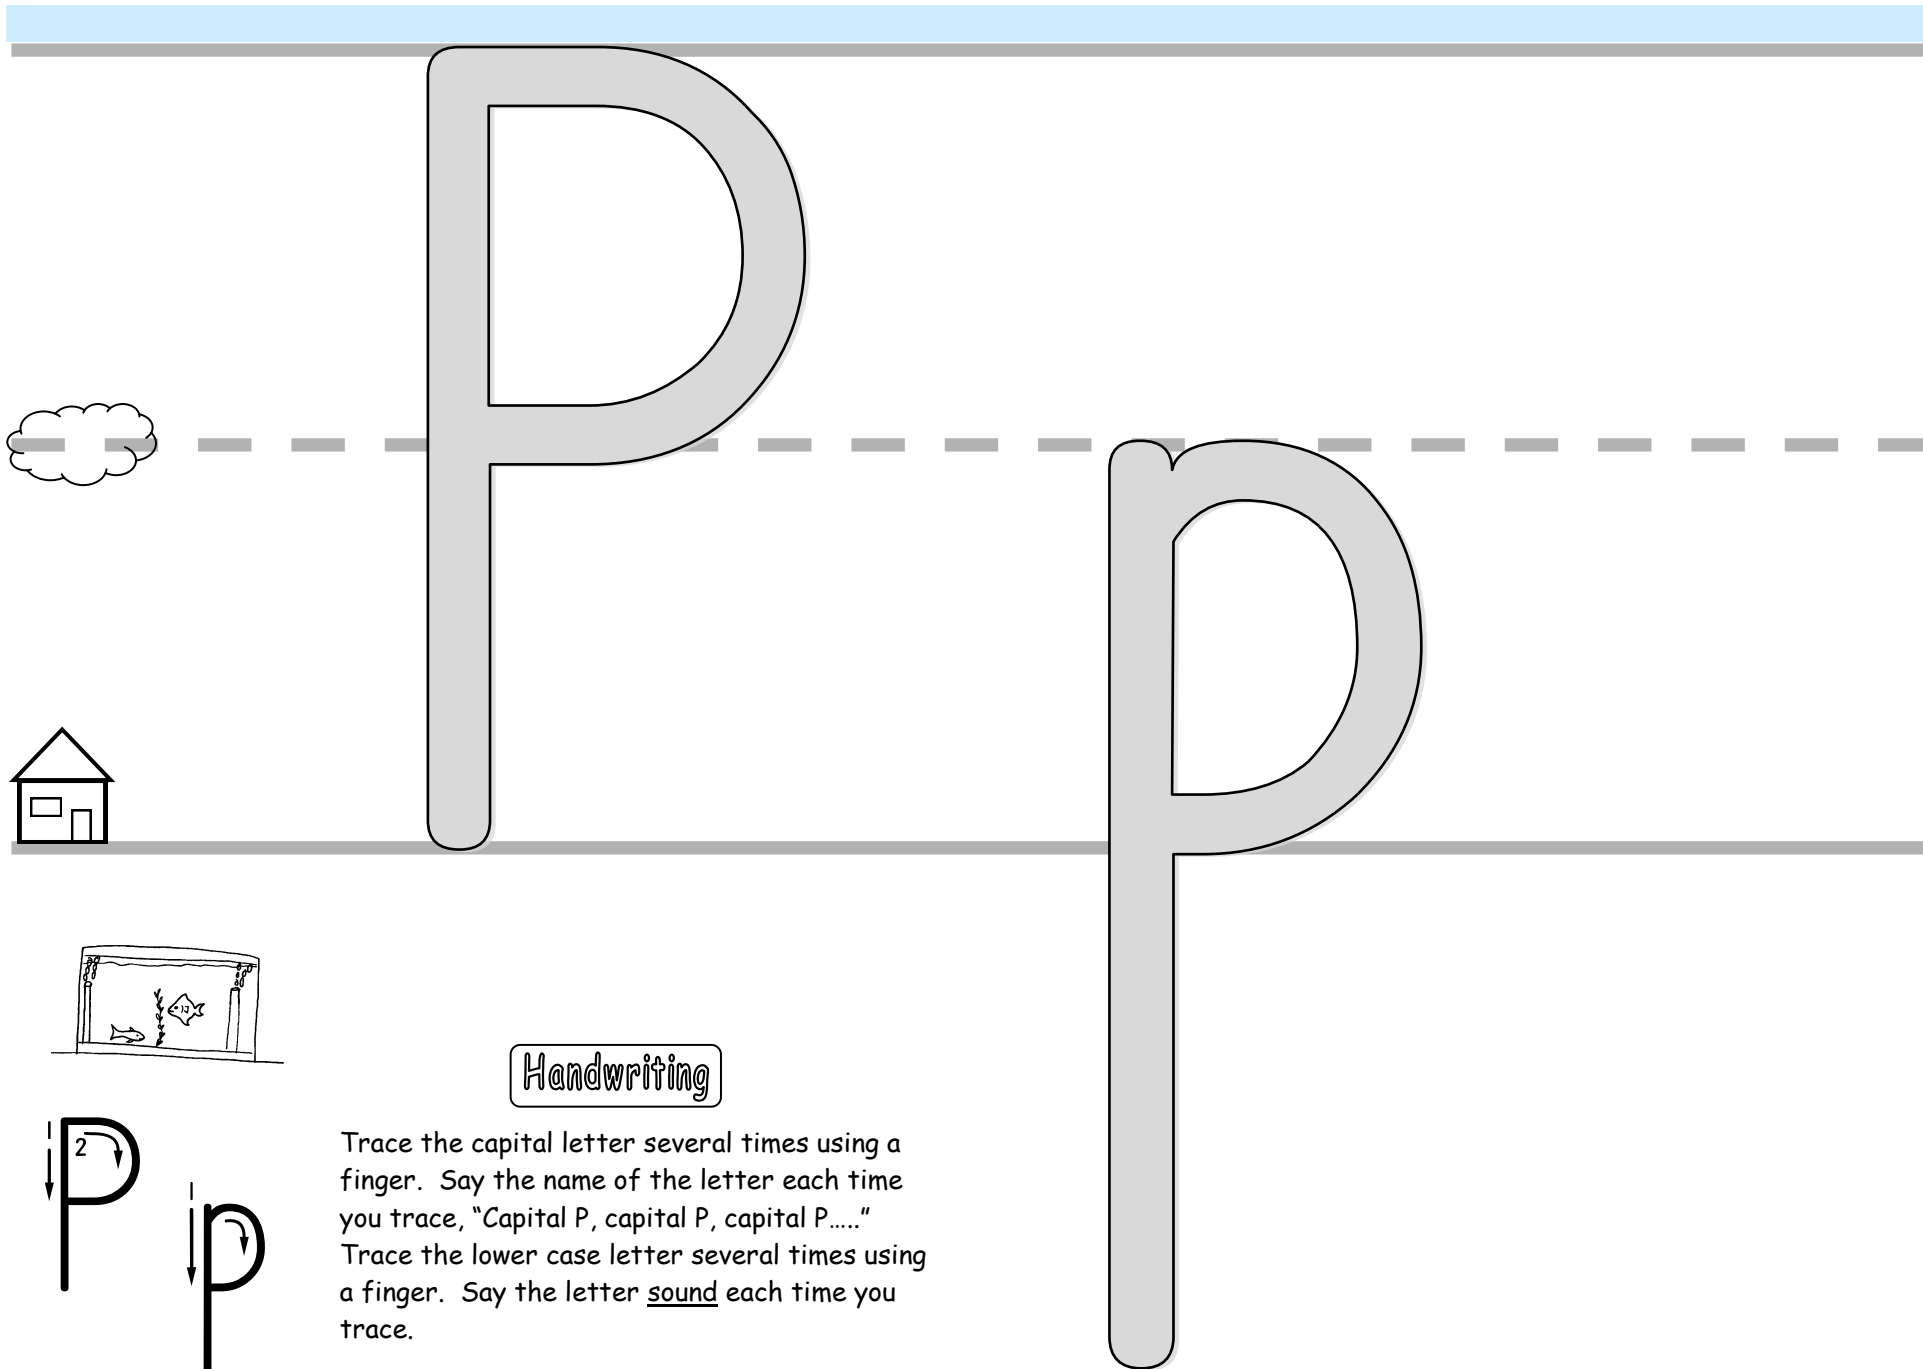 P
p
Handwriting
P
2
p
Trace the capital letter several times using a
finger.  Say the name of the letter each time
you trace, “Capital P, capital P, capital P…..”
Trace the lower case letter several times using
a finger.  Say the letter sound each time you
trace.